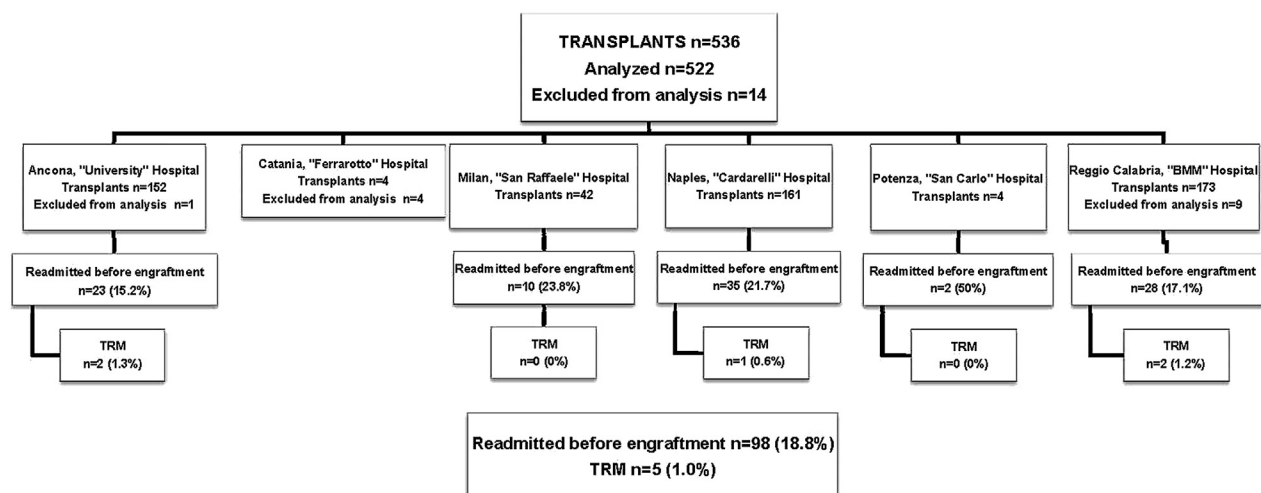 TRANSPLANTS n=536
Analyzed n=522
Excluded from analysis n=14
Ancona, "University" Hospital
Transplants n=152
Excluded from analysis n=1
Catania, "Ferrarotto" Hospital
Transplants n=4
Excluded from analysis n=4
Milan, "San Raffaele" Hospital
Transplants n=42
Naples, "Cardarelli" Hospital
Transplants n=161
Potenza, "San Carlo" Hospital
Transplants n=4
Reggio Calabria, "BMM" Hospital
Transplants n=173
Excluded from analysis n=9
Readmitted before engraftment
n=23 (15.2%)
Readmitted before engraftment
n=10 (23.8%)
Readmitted before engraftment
n=35 (21.7%)
Readmitted before engraftment
n=2 (50%)
Readmitted before engraftment
n=28 (17.1%)
TRM
n=2 (1.3%)
TRM
n=0 (0%)
TRM
n=1 (0.6%)
TRM
n=0 (0%)
TRM
n=2 (1.2%)
Readmitted before engraftment n=98 (18.8%)
TRM n=5 (1.0%)